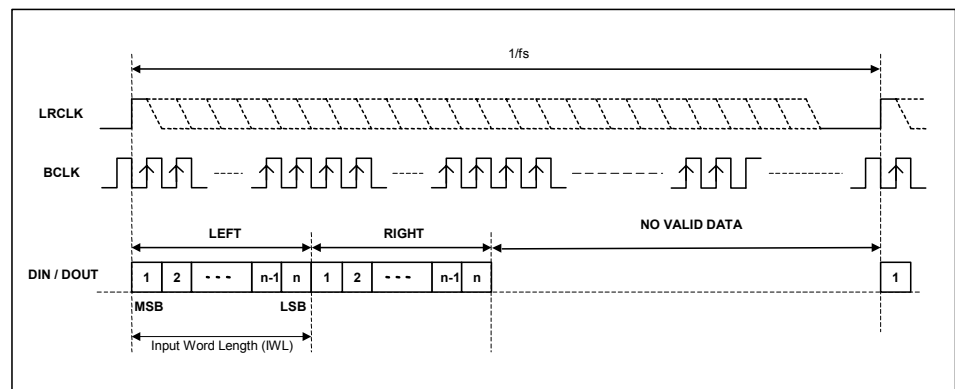 1/fs
LRCLK
BCLK
LEFT RIGHT NO VALID DATA
DIN / DOUT 1 2 n-1 n 1 2 n-1 n 1
MSB LSB
Input Word Length (IWL)